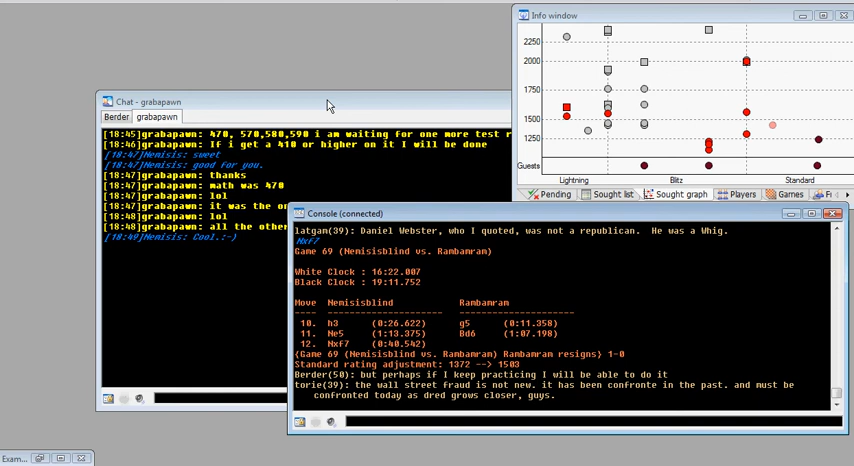 Info window
2250
2000
1750
1500
1250
Guests
Lightning
Blitz
Standard
Pending
Sought list
Sought graph
Players
Games
Chat - grabapawn
Berder
grabapawn
[18:45]grabapawn: 470, 570,580,590 i am waiting for one more test r
[18:46]grabapawn: If i get a 410 or higher on it I will be done
[18:47]Nemisis: sweet
[18:47]Nemisis: good for you.
[18:47]grabapawn: thanks
[18:47]grabapawn: math was 470
[18:47]grabapawn: lol
[18:47]grabapawn: it was the on
[18:48]grabapawn: lol
[18:48]grabapawn: all the other
[18:49]Nemisis: Cool.:-)
Console (connected)
latgam(39): Daniel Webster, who I quoted, was not a republican. He was a Whig.
Nxf7
Game 69 (Nemisisblind vs. Rambamram)
White Clock : 16:22.007
Black Clock : 19:11.752
Move Nemisisblind Rambamram
---- --------------------- ---------------------
10. h3 (0:26.622) g5 (0:11.358)
11. Ne5 (1:13.375) Bd6 (1:07.198)
12. Nxf7 (0:40.542)
{Game 69 (Nemisisblind vs. Rambamram) Rambamram resigns} 1-0
Standard rating adjustment: 1372 --> 1503
Berder(50): but perhaps if I keep practicing I will be able to do it
torie(39): the wall street fraud is not new. it has been confronte in the past. and must be
confronted today as dred grows closer, guys.
Exam...